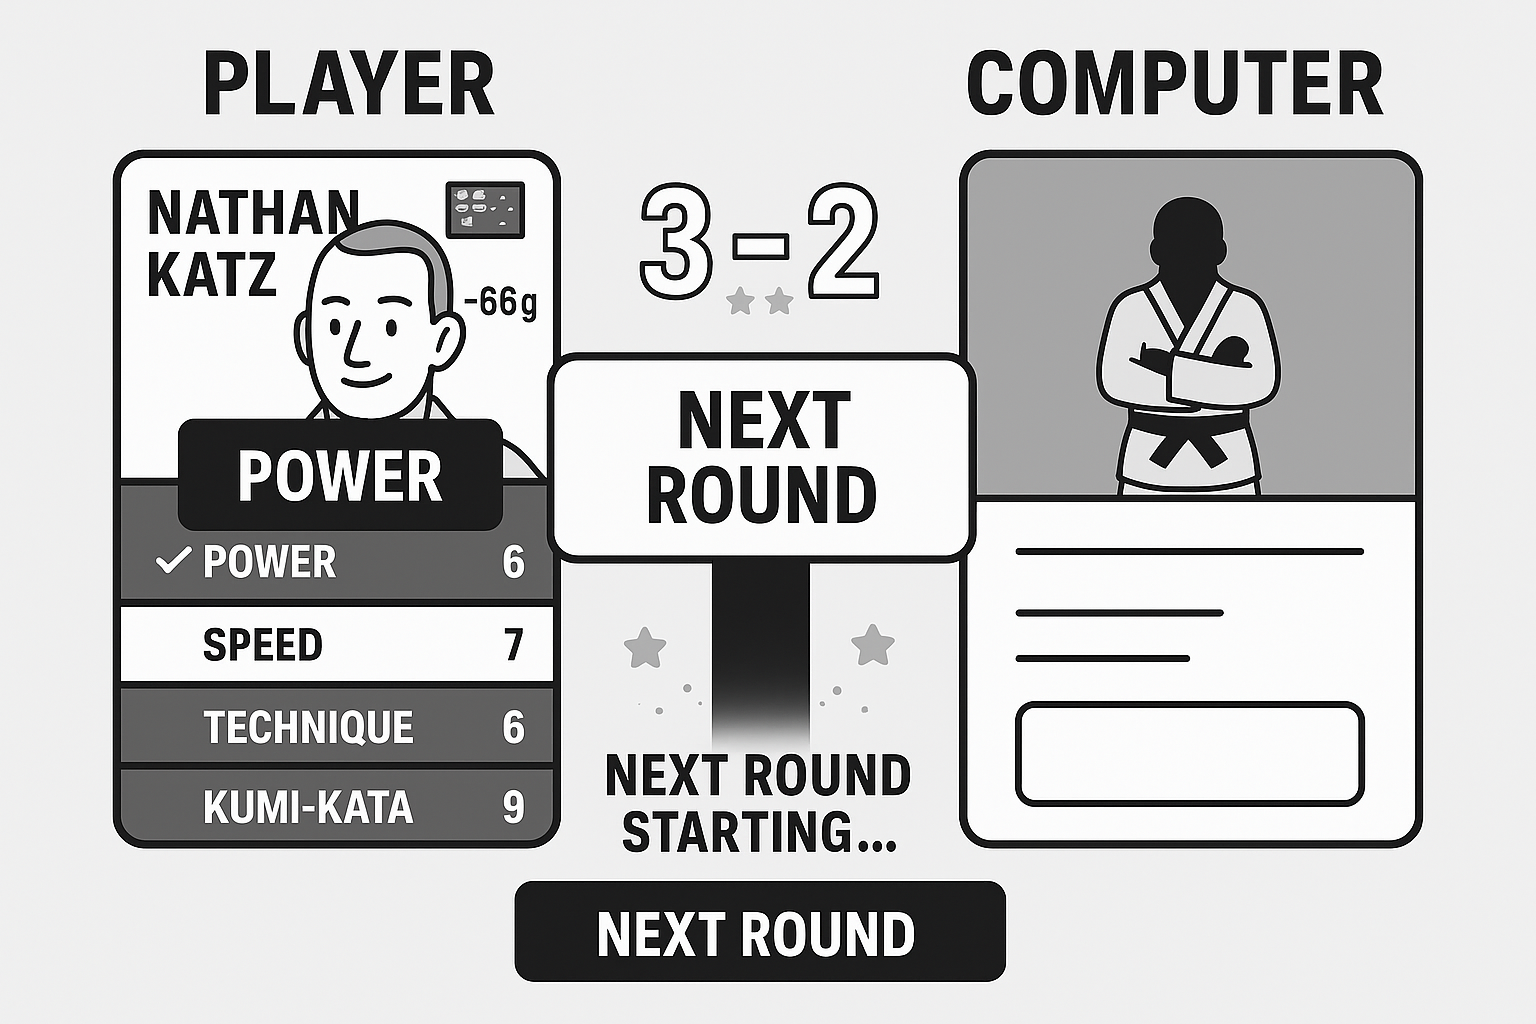 PLAYER
COMPUTER
NATHAN
KATZ
-66g
POWER
POWER 6
SPEED 7
TECHNIQUE 6
KUMI-KATA 9
3-2
NEXT
ROUND
NEXT ROUND
STARTING...
NEXT ROUND